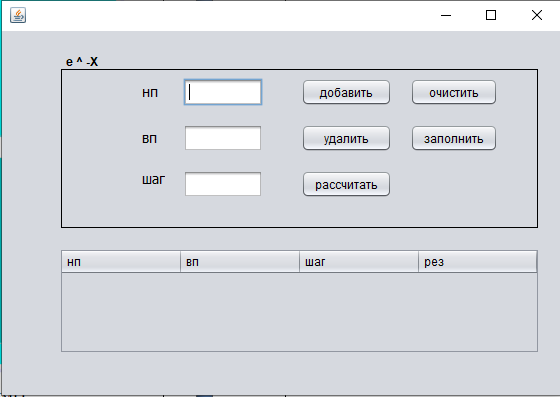 e ^ -X
нп добавить очистить
вп удалить заполнить
шаг рассчитать
нп вп шаг рез